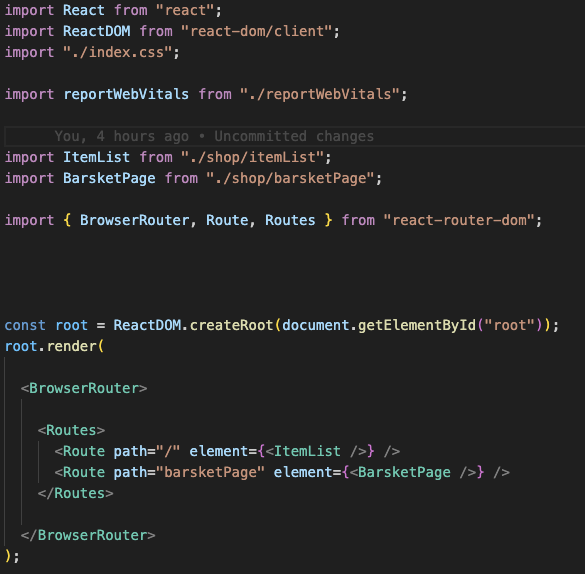 import React from "react";
import ReactDOM from "react-dom/client";
import "./index.css";
import reportWebVitals from "./reportWebVitals";
You, 4 hours ago • Uncommitted changes
import ItemList from "./shop/itemList";
import BarsketPage from "./shop/barsketPage";
import { BrowserRouter, Route, Routes } from "react-router-dom";
const root = ReactDOM.createRoot(document.getElementById("root"));
root.render(
<BrowserRouter>
<Routes>
<Route path="/" element={<ItemList />} />
<Route path="barsketPage" element={<BarsketPage />} />
</Routes>
</BrowserRouter>
);